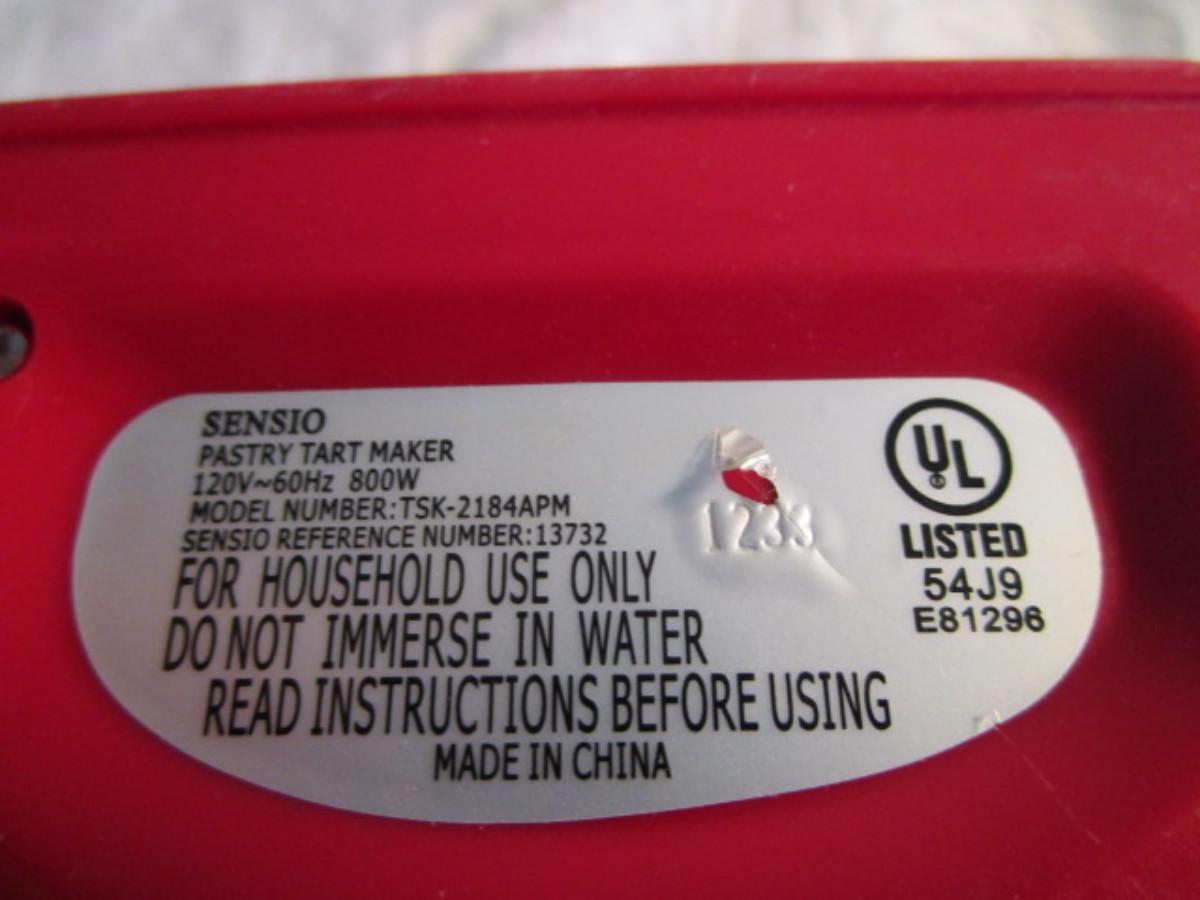 SENSIO
PASTRY TART MAKER
120V~60Hz 800W
MODEL NUMBER:TSK-2184APM
SENSIO REFERENCE NUMBER:13732
FOR HOUSEHOLD USE ONLY
DO NOT IMMERSE IN WATER
READ INSTRUCTIONS BEFORE USING
MADE IN CHINA
1233
UL
LISTED
54J9
E81296